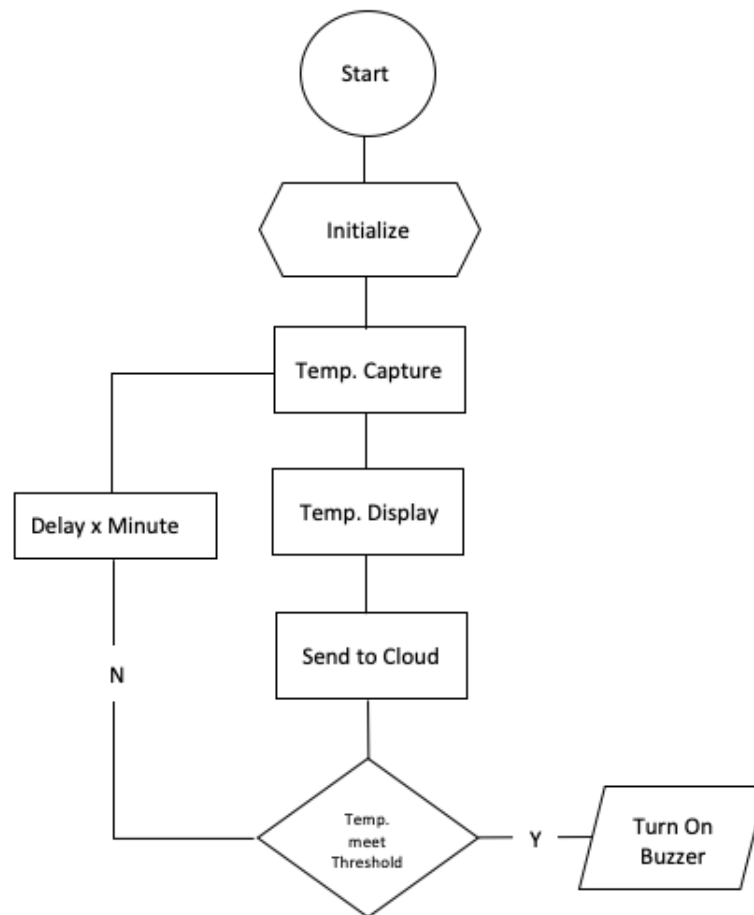 Start
Initialize
Temp. Capture
Temp. Display
Delay x Minute
Send to Cloud
N
Temp.
meet
Threshold
Y
Turn On
Buzzer